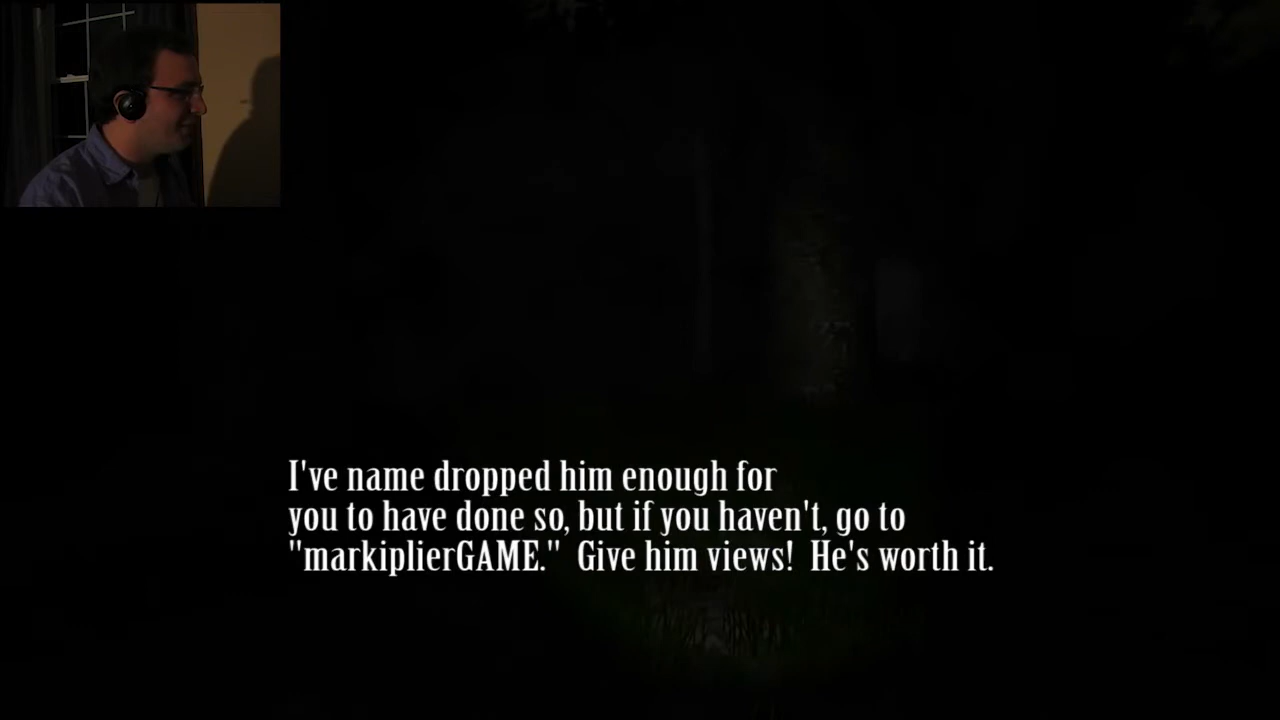 I've name dropped him enough for
you to have done so, but if you haven't, go to
"markiplierGAME."  Give him views!  He's worth it.